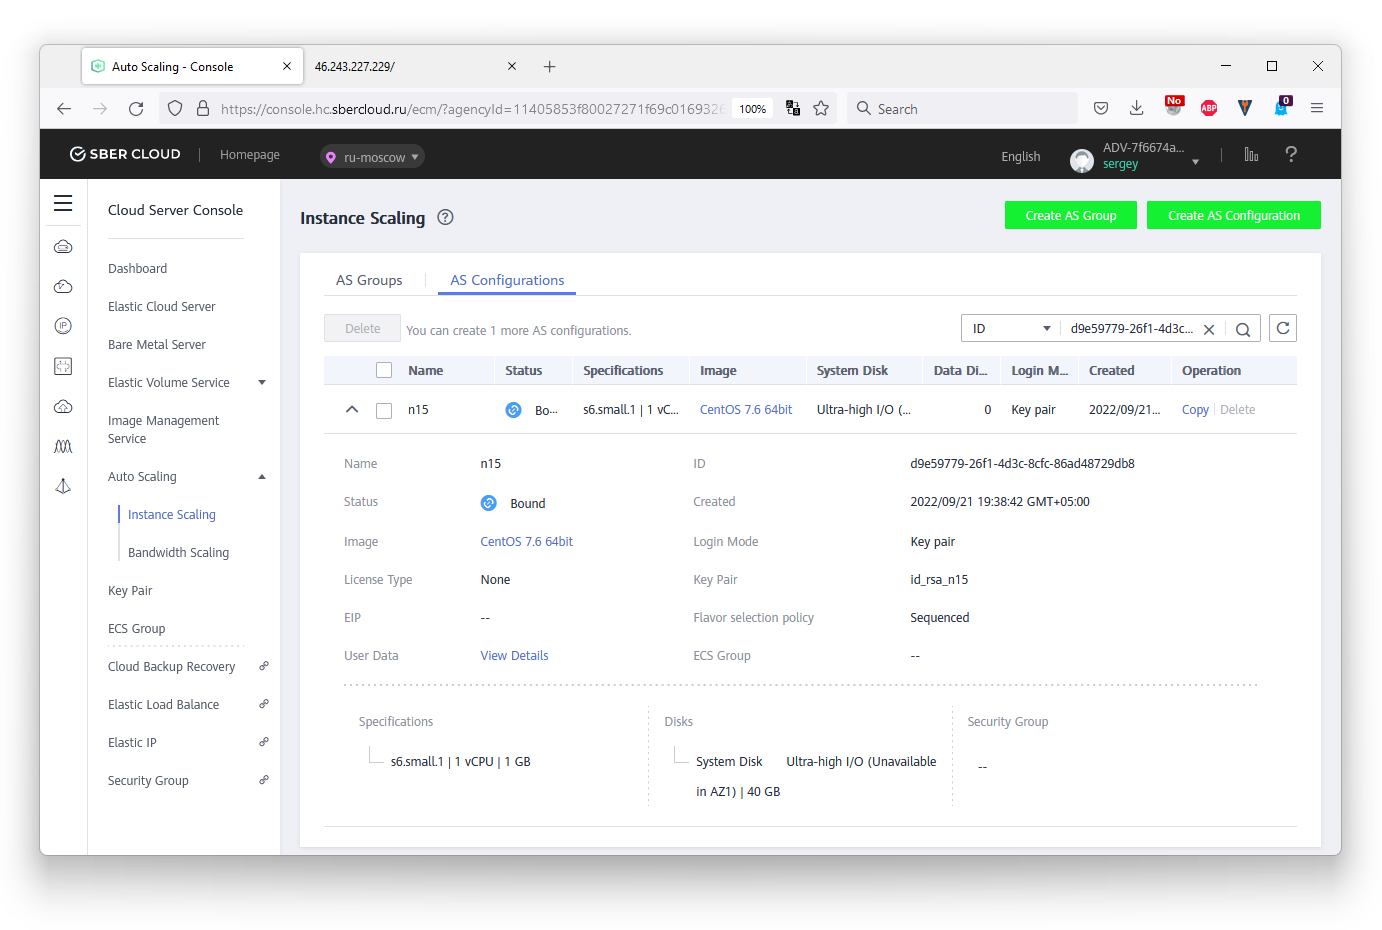 Auto Scaling - Console
46.243.227.229/
https://console.hc.sbercloud.ru/ecm/?agencyId=11405853f80027271f69c0169326
100%
Search
No
ABP
0
SBER CLOUD
Homepage
ru-moscow
English
ADV-7f6674a...
sergey
?
Cloud Server Console
Dashboard
Elastic Cloud Server
Bare Metal Server
Elastic Volume Service
Image Management
Service
Auto Scaling
Instance Scaling
Bandwidth Scaling
Key Pair
ECS Group
Cloud Backup Recovery
Elastic Load Balance
Elastic IP
Security Group
IP
Instance Scaling ?
Create AS Group
Create AS Configuration
AS Groups
AS Configurations
Delete
You can create 1 more AS configurations.
ID
d9e59779-26f1-4d3c...
Name Status Specifications Image System Disk Data Di... Login M... Created Operation
n15 Bo... s6.small.1 | 1 vC... CentOS 7.6 64bit Ultra-high I/O (... 0 Key pair 2022/09/21... Copy Delete
Name n15 ID d9e59779-26f1-4d3c-8cfc-86ad48729db8
Status Bound Created 2022/09/21 19:38:42 GMT+05:00
Image CentOS 7.6 64bit Login Mode Key pair
License Type None Key Pair id_rsa_n15
EIP -- Flavor selection policy Sequenced
User Data View Details ECS Group --
Specifications
s6.small.1 | 1 vCPU | 1 GB
Disks
System Disk Ultra-high I/O (Unavailable
in AZ1) | 40 GB
Security Group
--